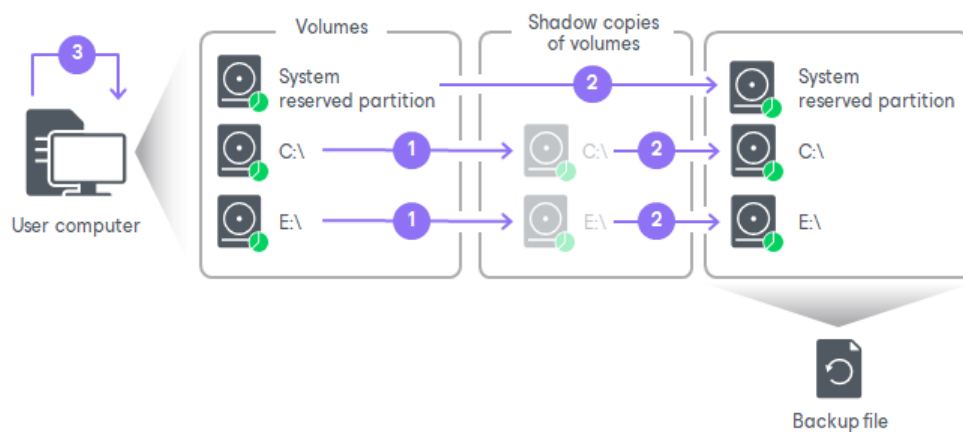 Volumes
Shadow copies
of volumes
3
System
reserved partition
2
System
reserved partition
C:\
1
C:\
2
C:\
E:\
1
E:\
2
E:\
User computer
Backup file